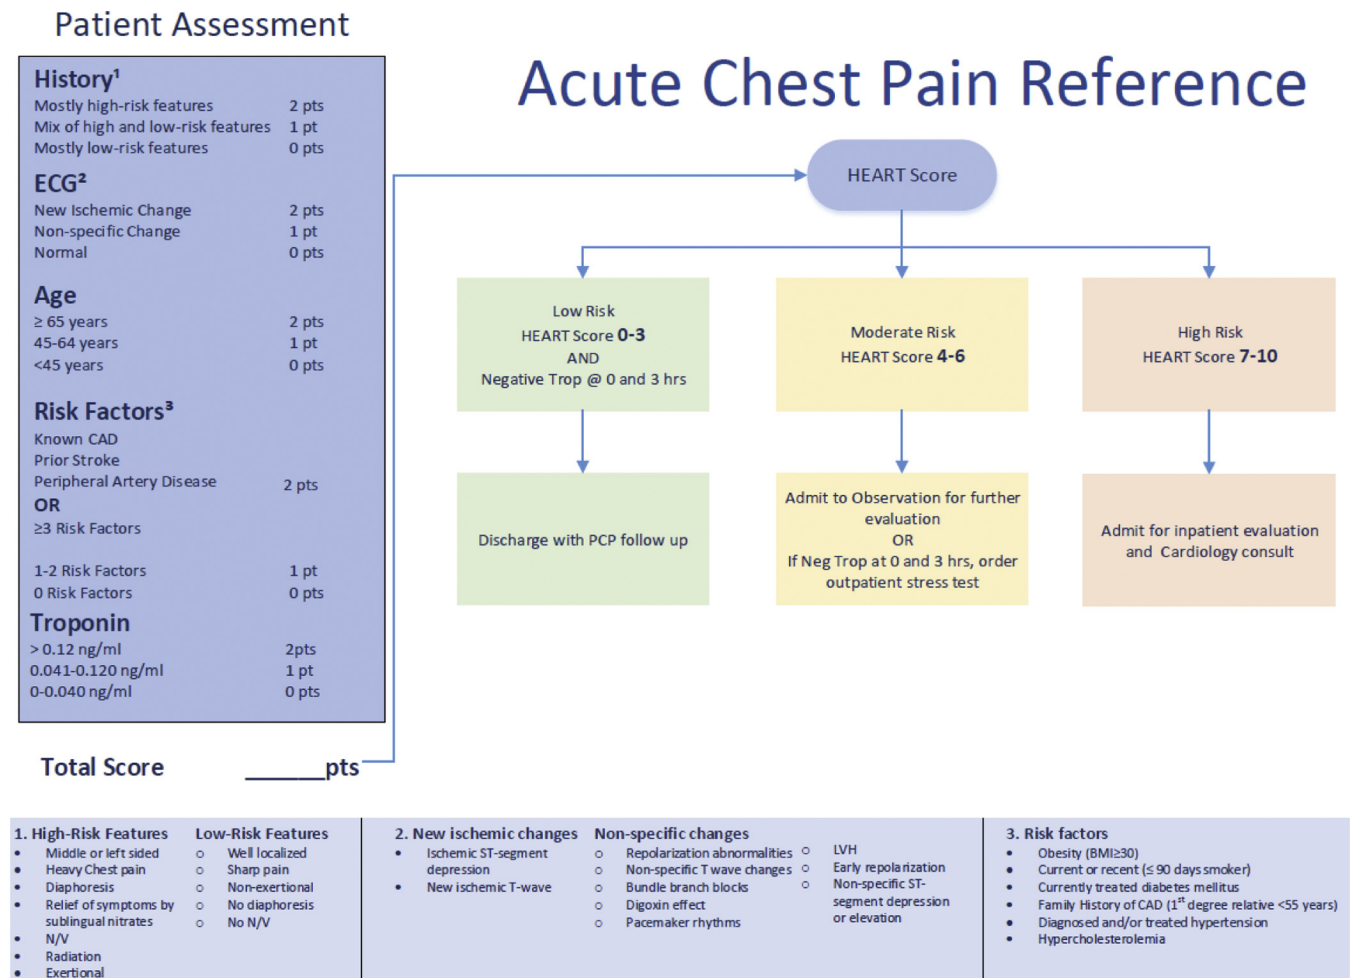 Patient Assessment
Acute Chest Pain Reference
History¹
Mostly high-risk features 2 pts
Mix of high and low-risk features 1 pt
Mostly low-risk features 0 pts
ECG²
New Ischemic Change 2 pts
Non-specific Change 1 pt
Normal 0 pts
Age
≥ 65 years 2 pts
45-64 years 1 pt
<45 years 0 pts
Risk Factors³
Known CAD
Prior Stroke
Peripheral Artery Disease 2 pts
OR
≥3 Risk Factors
1-2 Risk Factors 1 pt
0 Risk Factors 0 pts
Troponin
> 0.12 ng/ml 2pts
0.041-0.120 ng/ml 1 pt
0-0.040 ng/ml 0 pts
Total Score ______pts
HEART Score
Low Risk
HEART Score 0-3
AND
Negative Trop @ 0 and 3 hrs
Moderate Risk
HEART Score 4-6
High Risk
HEART Score 7-10
Discharge with PCP follow up
Admit to Observation for further
evaluation
OR
If Neg Trop at 0 and 3 hrs, order
outpatient stress test
Admit for inpatient evaluation
and Cardiology consult
1. High-Risk Features
• Middle or left sided
• Heavy Chest pain
• Diaphoresis
• Relief of symptoms by
sublingual nitrates
• N/V
• Radiation
• Exertional
Low-Risk Features
o Well localized
o Sharp pain
o Non-exertional
o No diaphoresis
o No N/V
2. New ischemic changes
• Ischemic ST-segment
depression
• New ischemic T-wave
Non-specific changes
o Repolarization abnormalities
o Non-specific T wave changes
o Bundle branch blocks
o Digoxin effect
o Pacemaker rhythms
o LVH
o Early repolarization
o Non-specific ST-
segment depression
or elevation
3. Risk factors
• Obesity (BMI≥30)
• Current or recent (≤ 90 days smoker)
• Currently treated diabetes mellitus
• Family History of CAD (1st degree relative <55 years)
• Diagnosed and/or treated hypertension
• Hypercholesterolemia